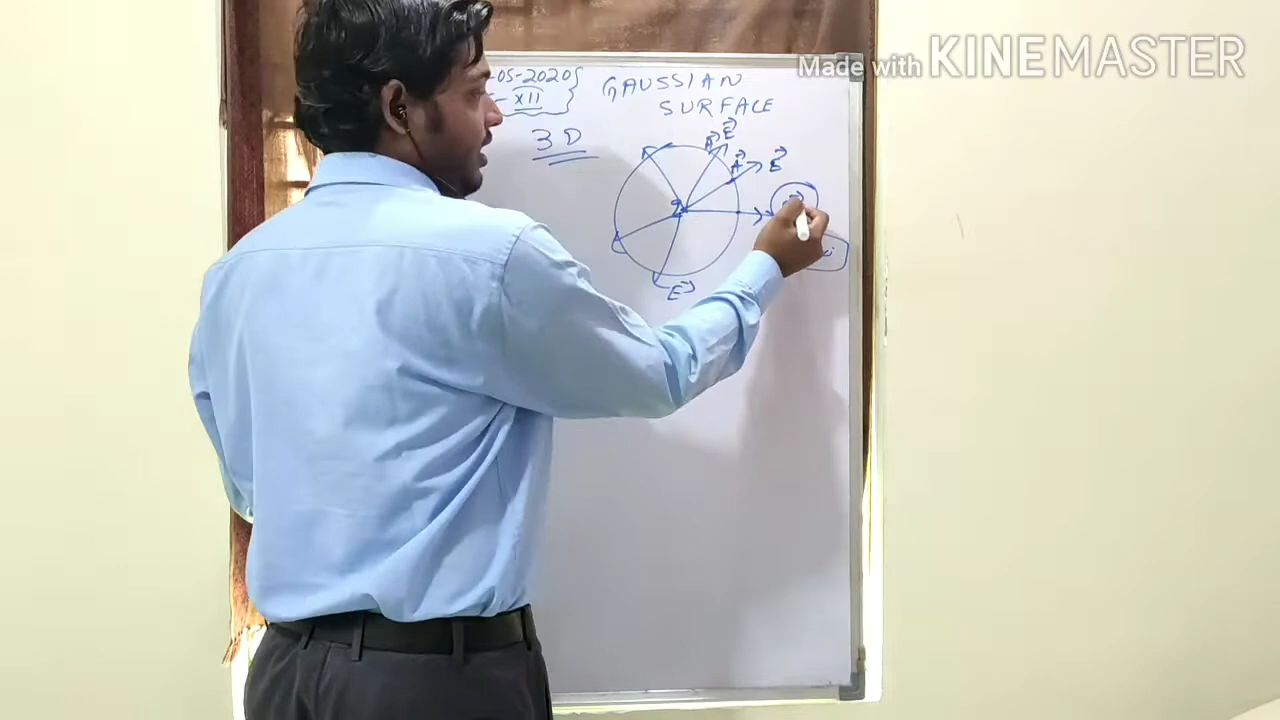 Made with KINEMASTER
-05-2020
- XII
GAUSSIAN
SURFACE
3D
E
A
E
q
E